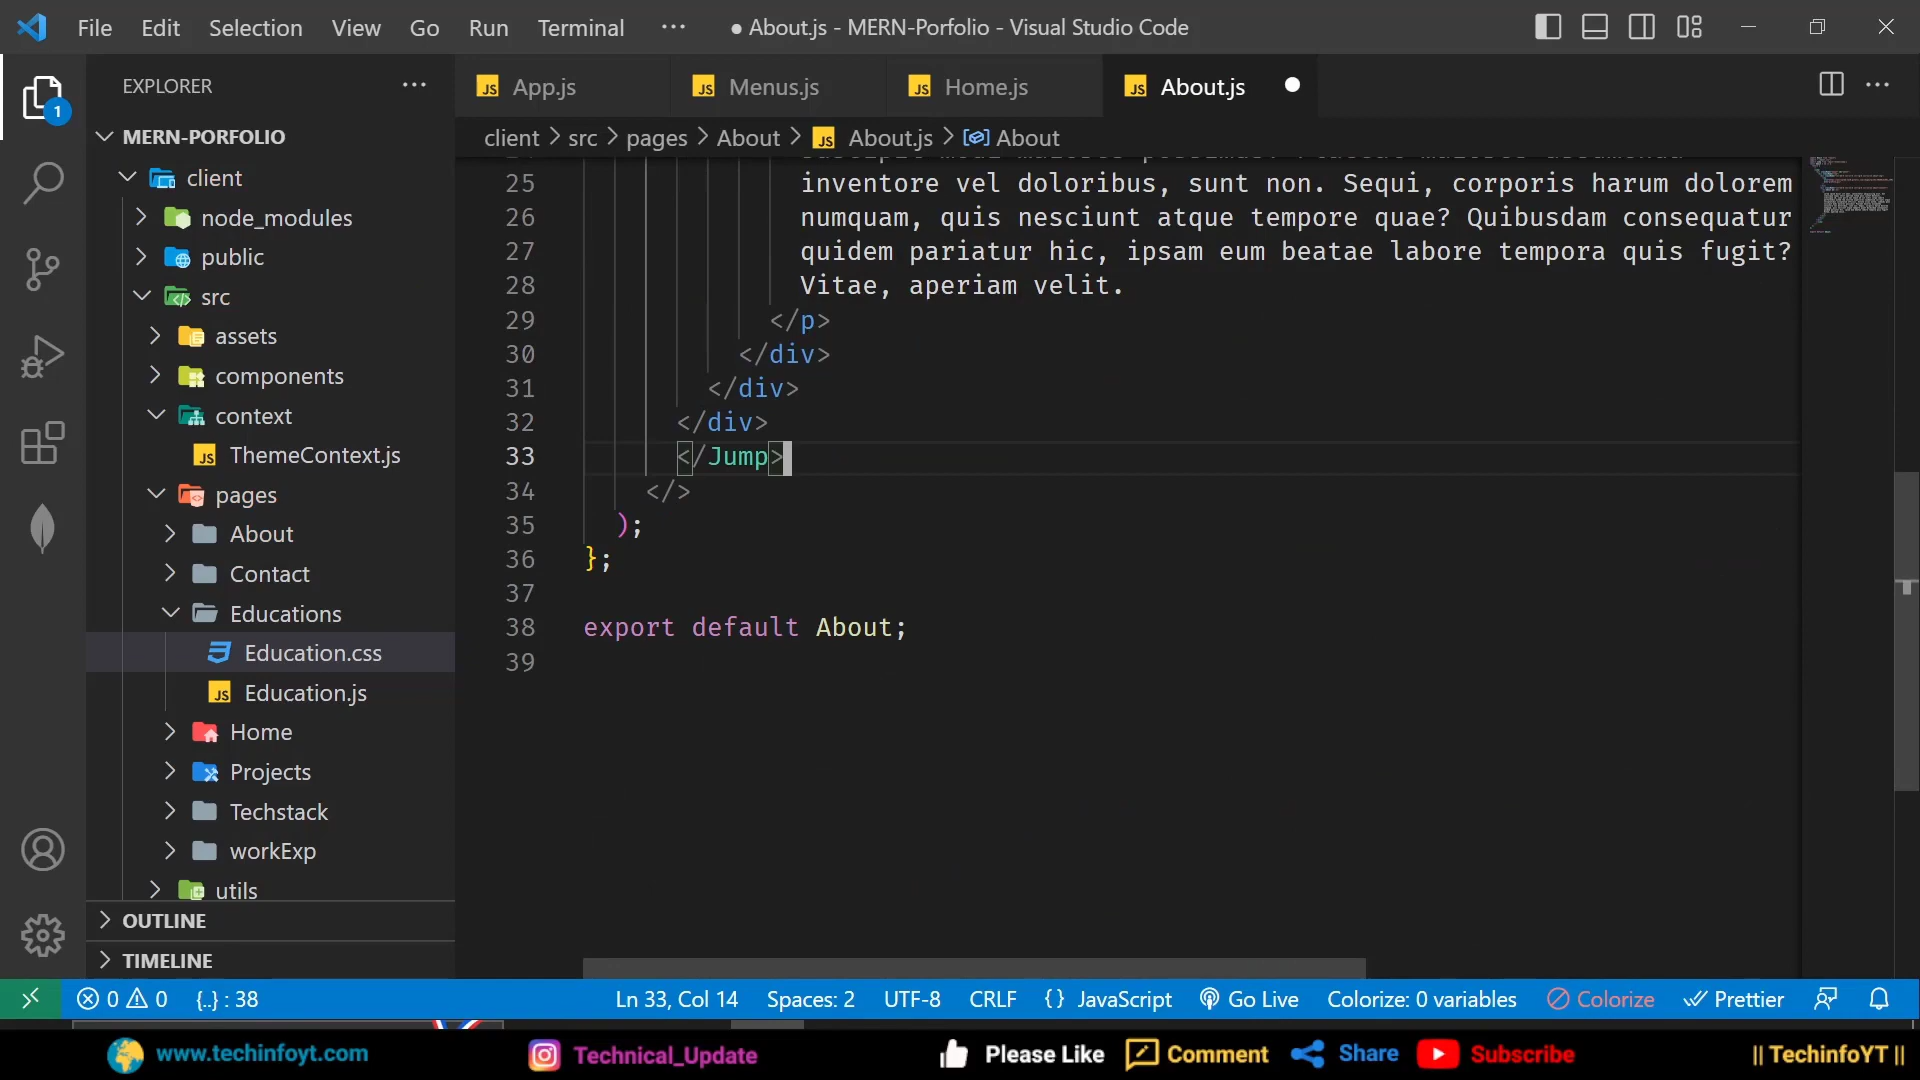 File Edit Selection View Go Run Terminal ··· ● About.js - MERN-Porfolio - Visual Studio Code
EXPLORER ···
1
MERN-PORFOLIO
client
node_modules
public
src
assets
components
context
ThemeContext.js
pages
About
Contact
Educations
Education.css
Education.js
Home
Projects
Techstack
workExp
utils
OUTLINE
TIMELINE
JS App.js JS Menus.js JS Home.js JS About.js ●
client > src > pages > About > JS About.js > About
25 inventore vel doloribus, sunt non. Sequi, corporis harum dolorem
26 numquam, quis nesciunt atque tempore quae? Quibusdam consequatur
27 quidem pariatur hic, ipsam eum beatae labore tempora quis fugit?
28 Vitae, aperiam velit.
29 </p>
30 </div>
31 </div>
32 </div>
33 </Jump>
34 </>
35 );
36 };
37
38 export default About;
39
0 0 {..} : 38 Ln 33, Col 14 Spaces: 2 UTF-8 CRLF {} JavaScript Go Live Colorize: 0 variables Colorize Prettier
www.techinfoyt.com Technical_Update Please Like Comment Share Subscribe || TechinfoYT ||